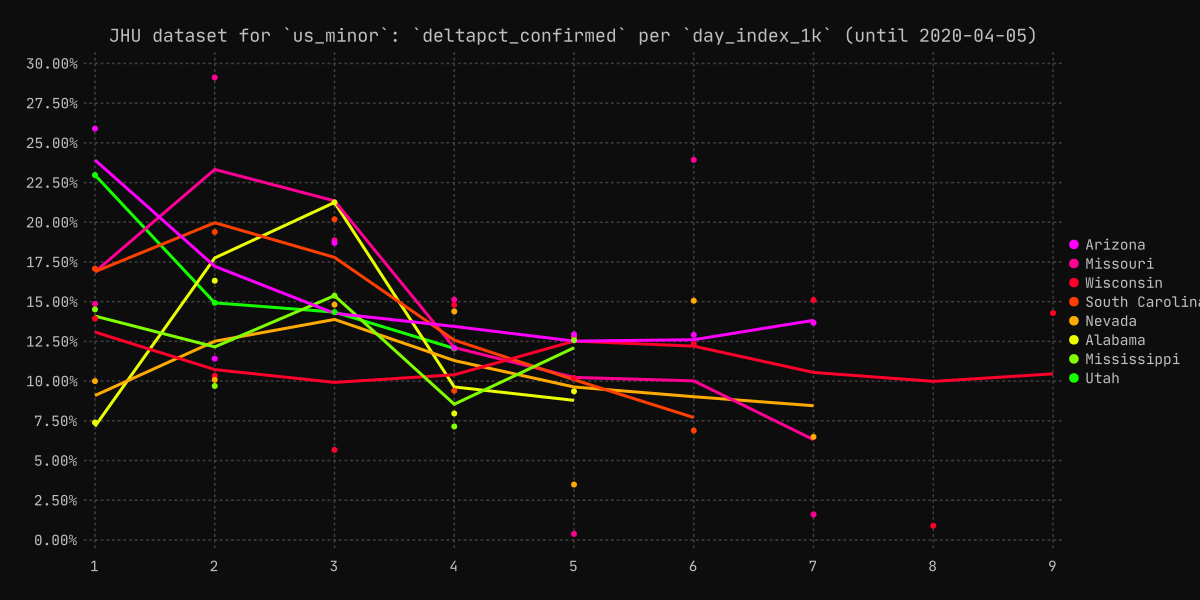 JHU dataset for `us_minor`: `deltapct_confirmed` per `day_index_1k` (until 2020-04-05)
30.00%
27.50%
25.00%
22.50%
20.00%
17.50%
15.00%
12.50%
10.00%
7.50%
5.00%
2.50%
0.00%
1 2 3 4 5 6 7 8 9
Arizona
Missouri
Wisconsin
South Carolina
Nevada
Alabama
Mississippi
Utah